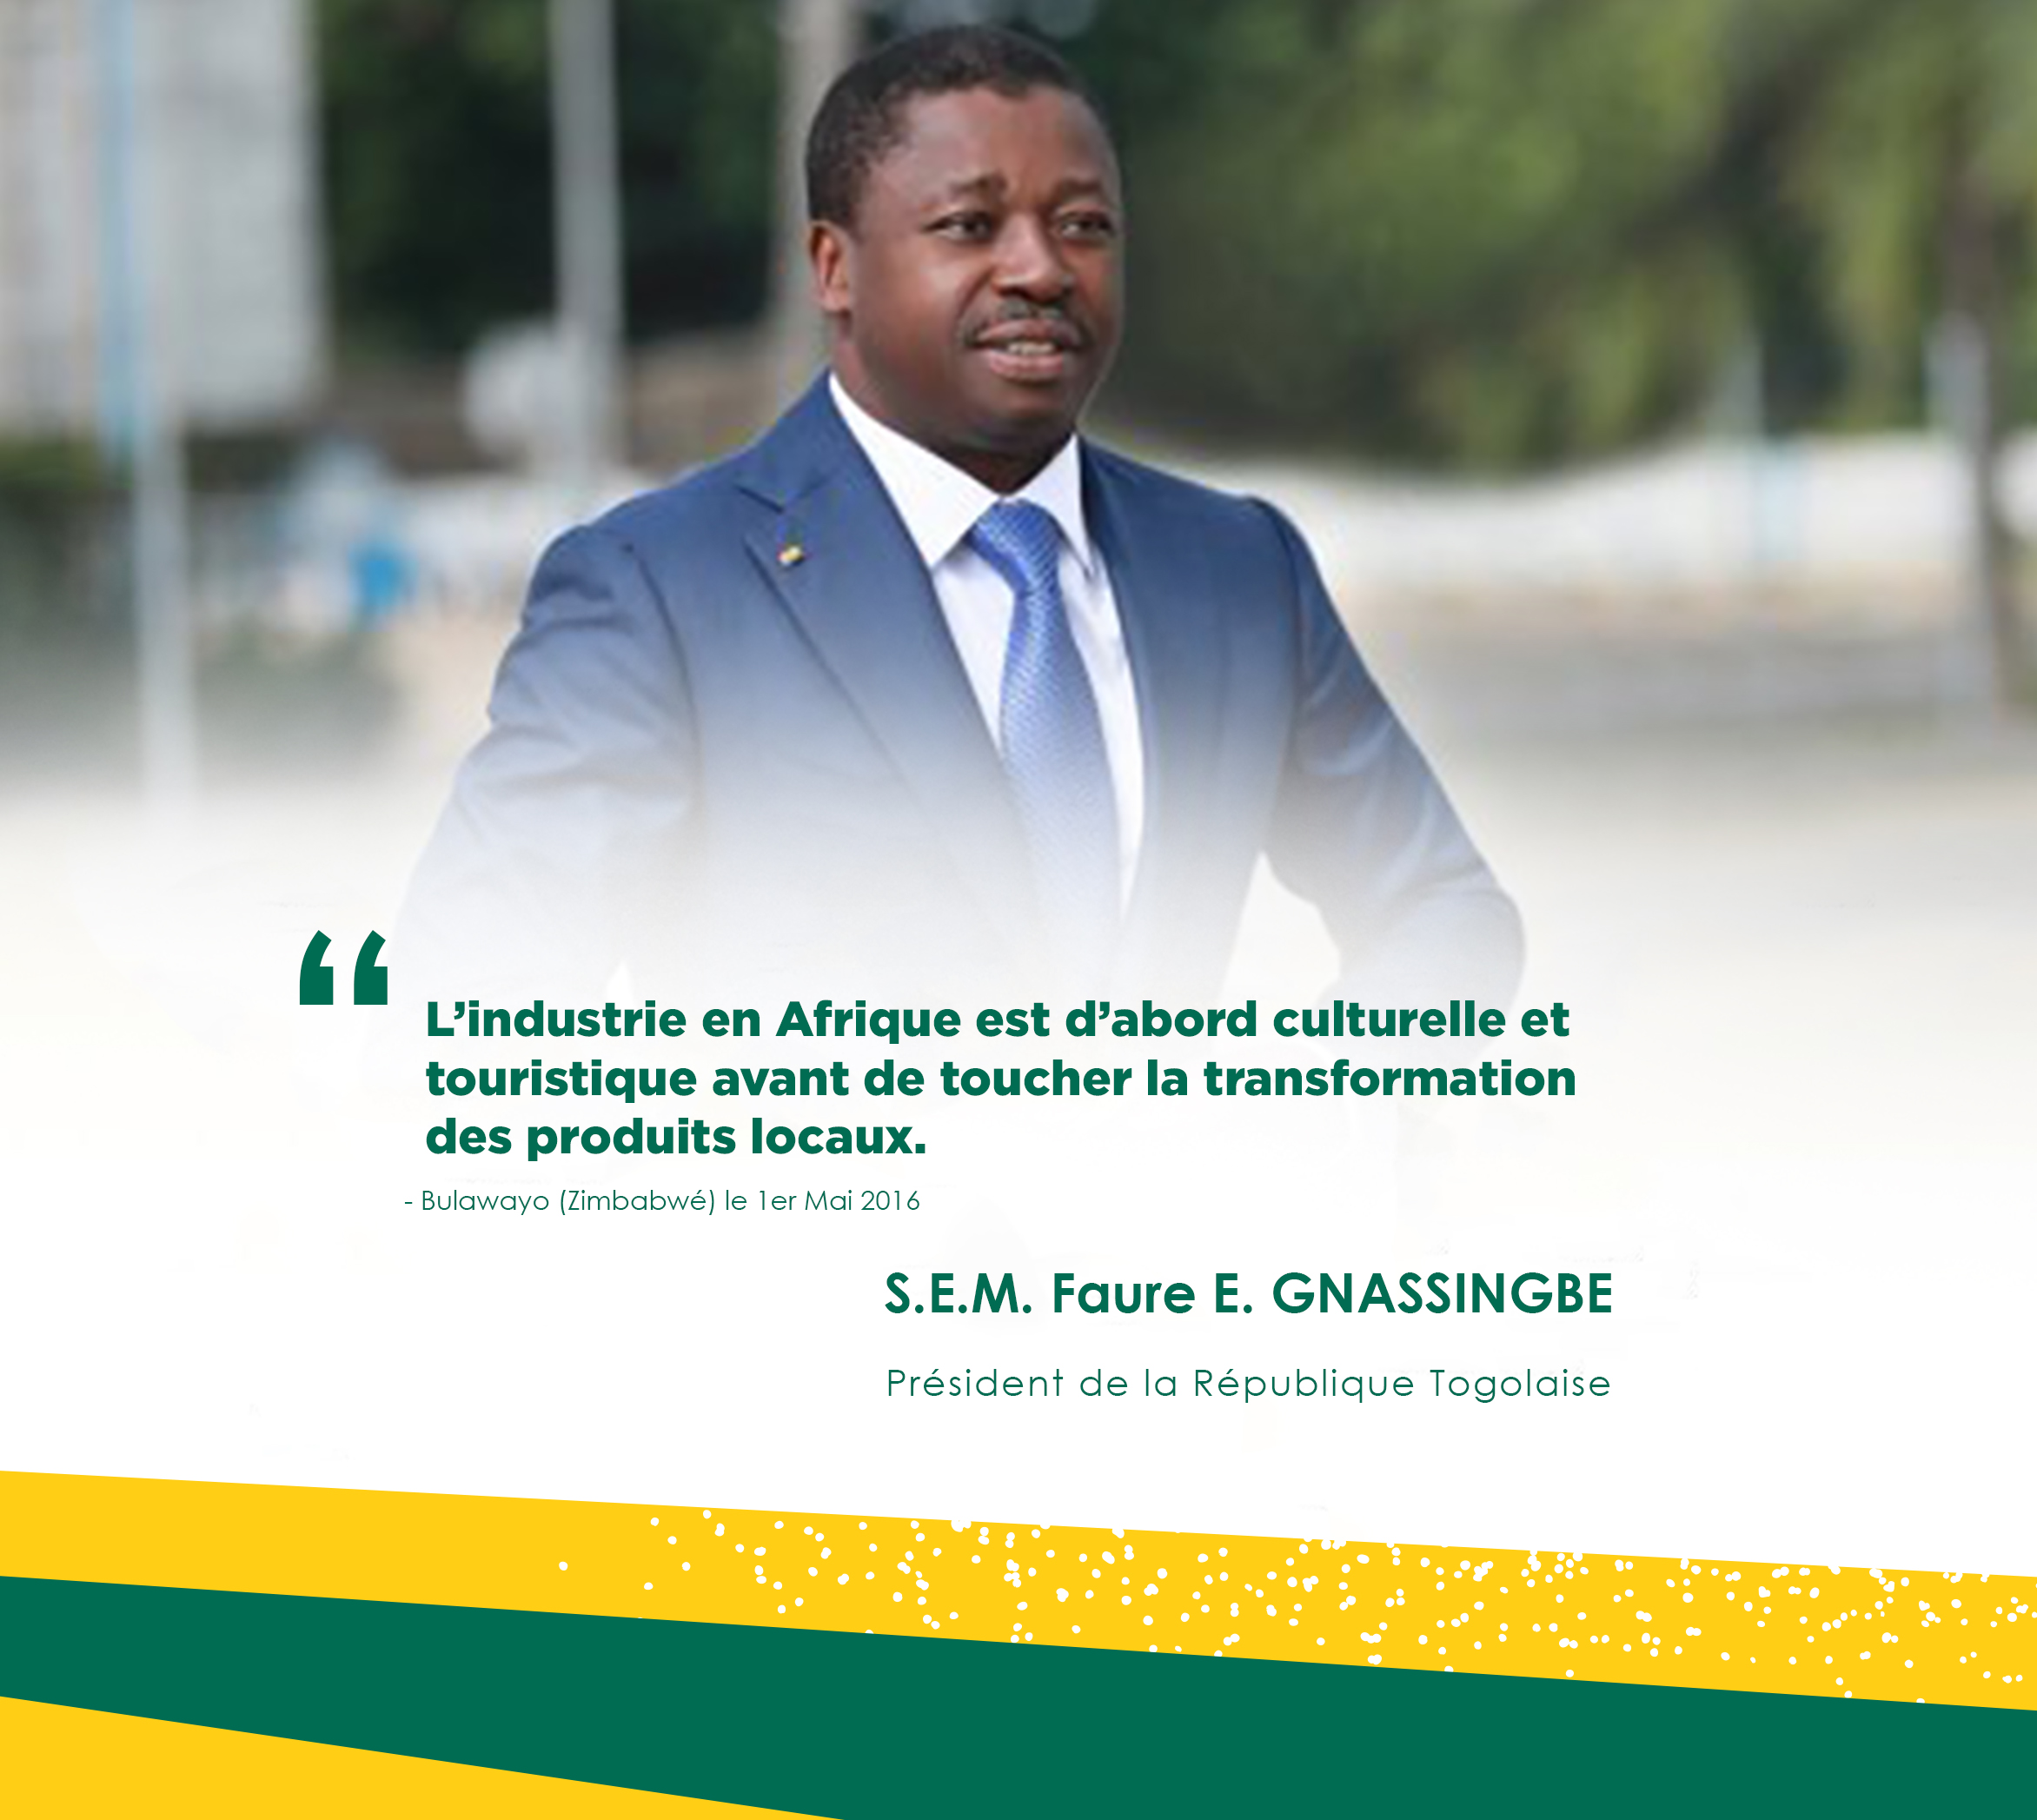 “
L’industrie en Afrique est d’abord culturelle et
touristique avant de toucher la transformation
des produits locaux.
- Bulawayo (Zimbabwé) le 1er Mai 2016
S.E.M. Faure E. GNASSINGBE
Président de la République Togolaise